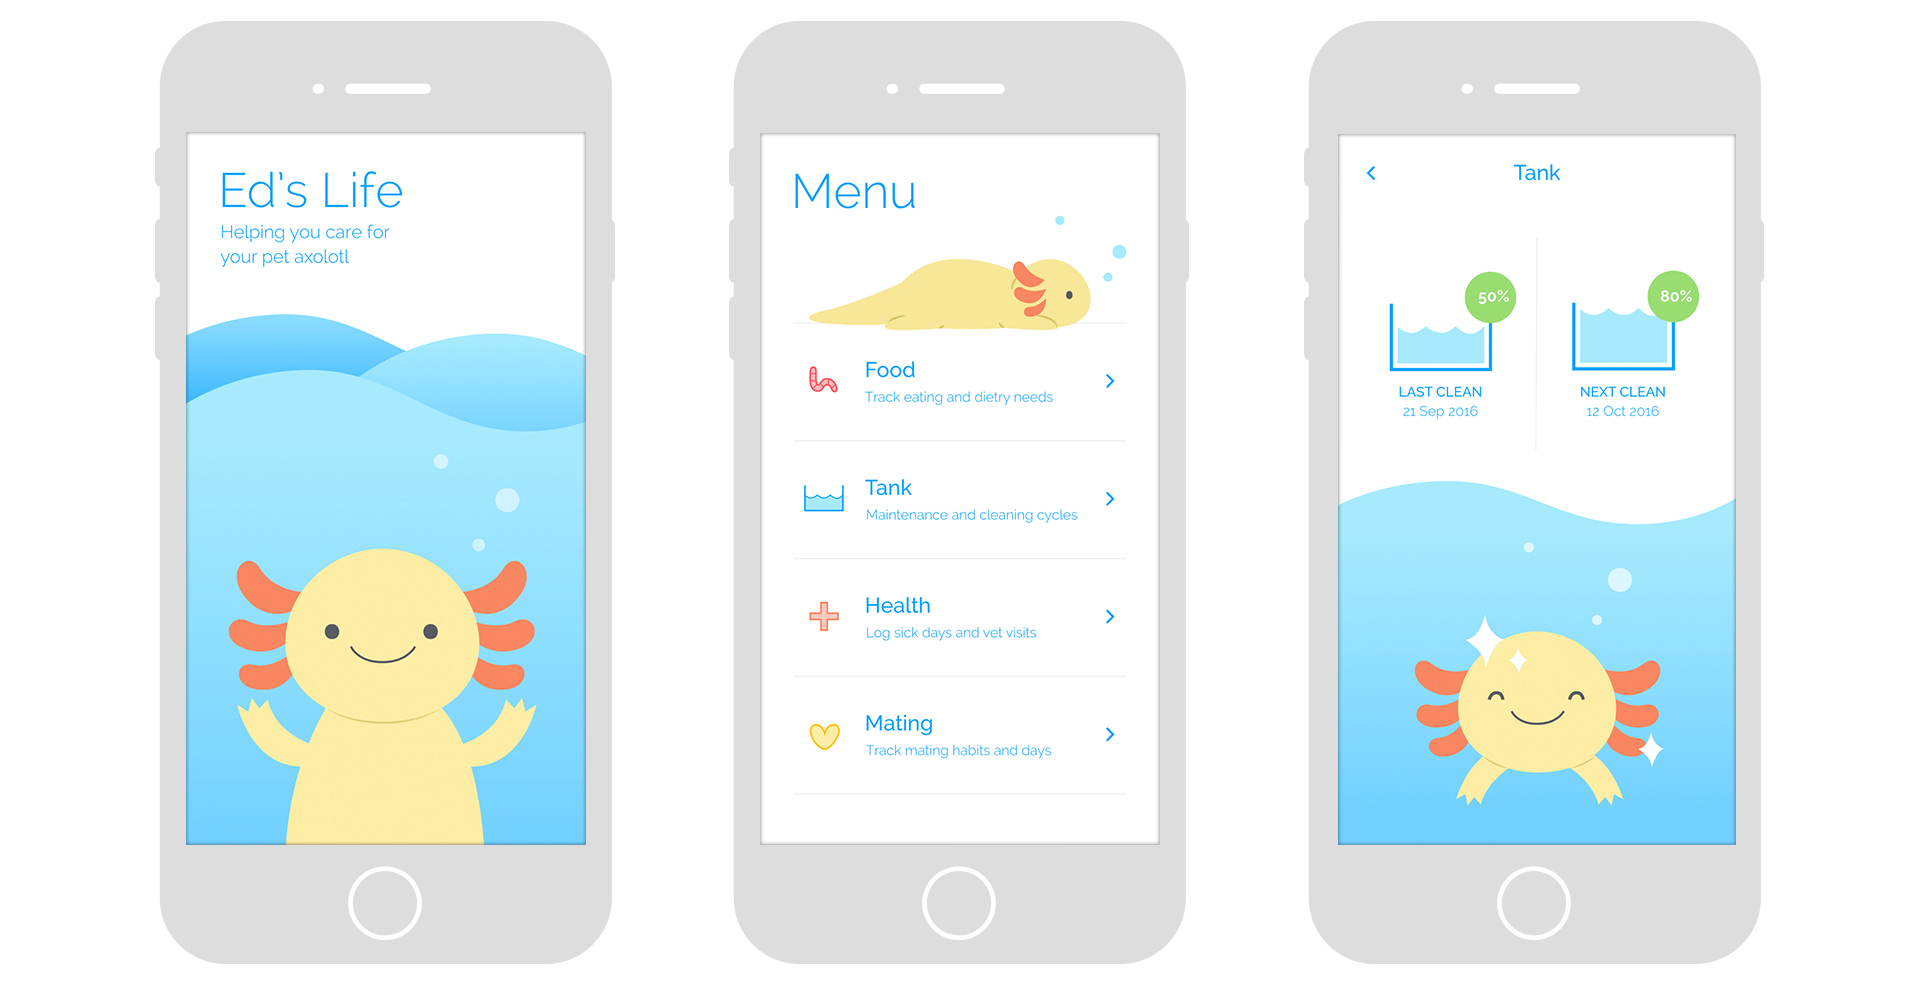 Ed's Life
Helping you care for
your pet axolotl
Menu
Food
Track eating and dietry needs
Tank
Maintenance and cleaning cycles
Health
Log sick days and vet visits
Mating
Track mating habits and days
Tank
50%
LAST CLEAN
21 Sep 2016
80%
NEXT CLEAN
12 Oct 2016